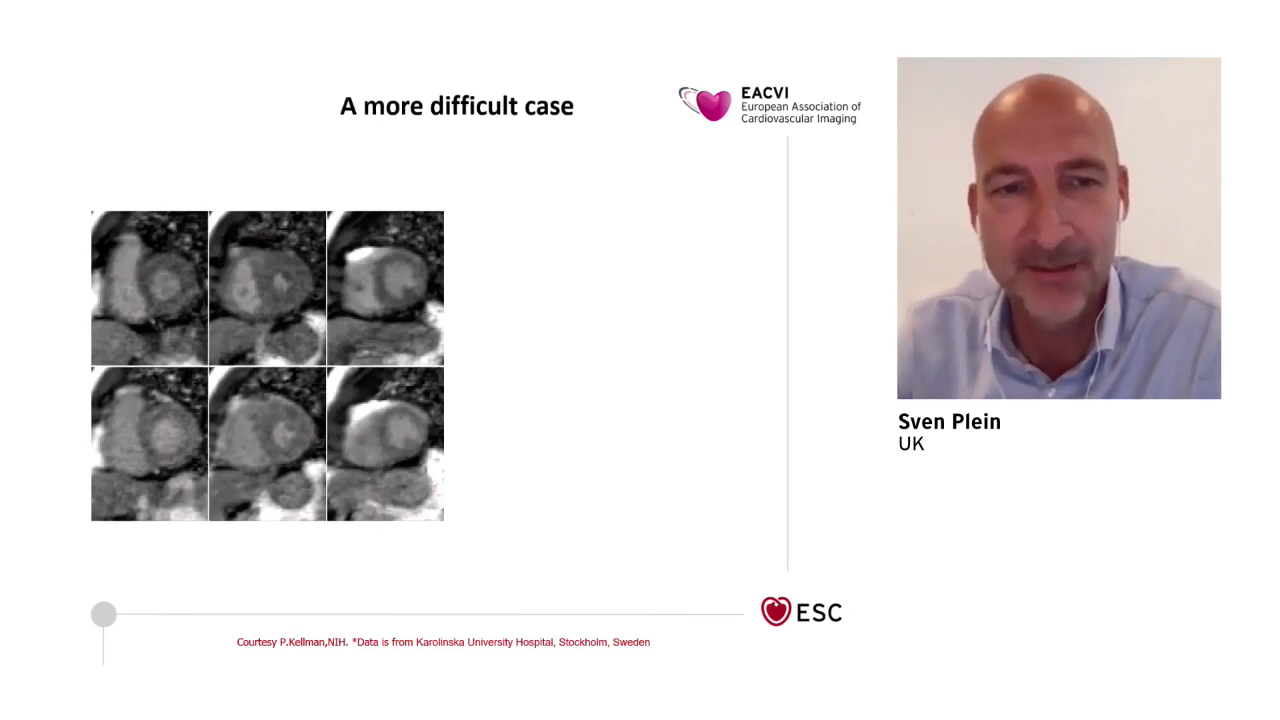 A more difficult case
EACVI
European Association of
Cardiovascular Imaging
Sven Plein
UK
ESC
Courtesy P.Kellman,NIH. *Data is from Karolinska University Hospital, Stockholm, Sweden